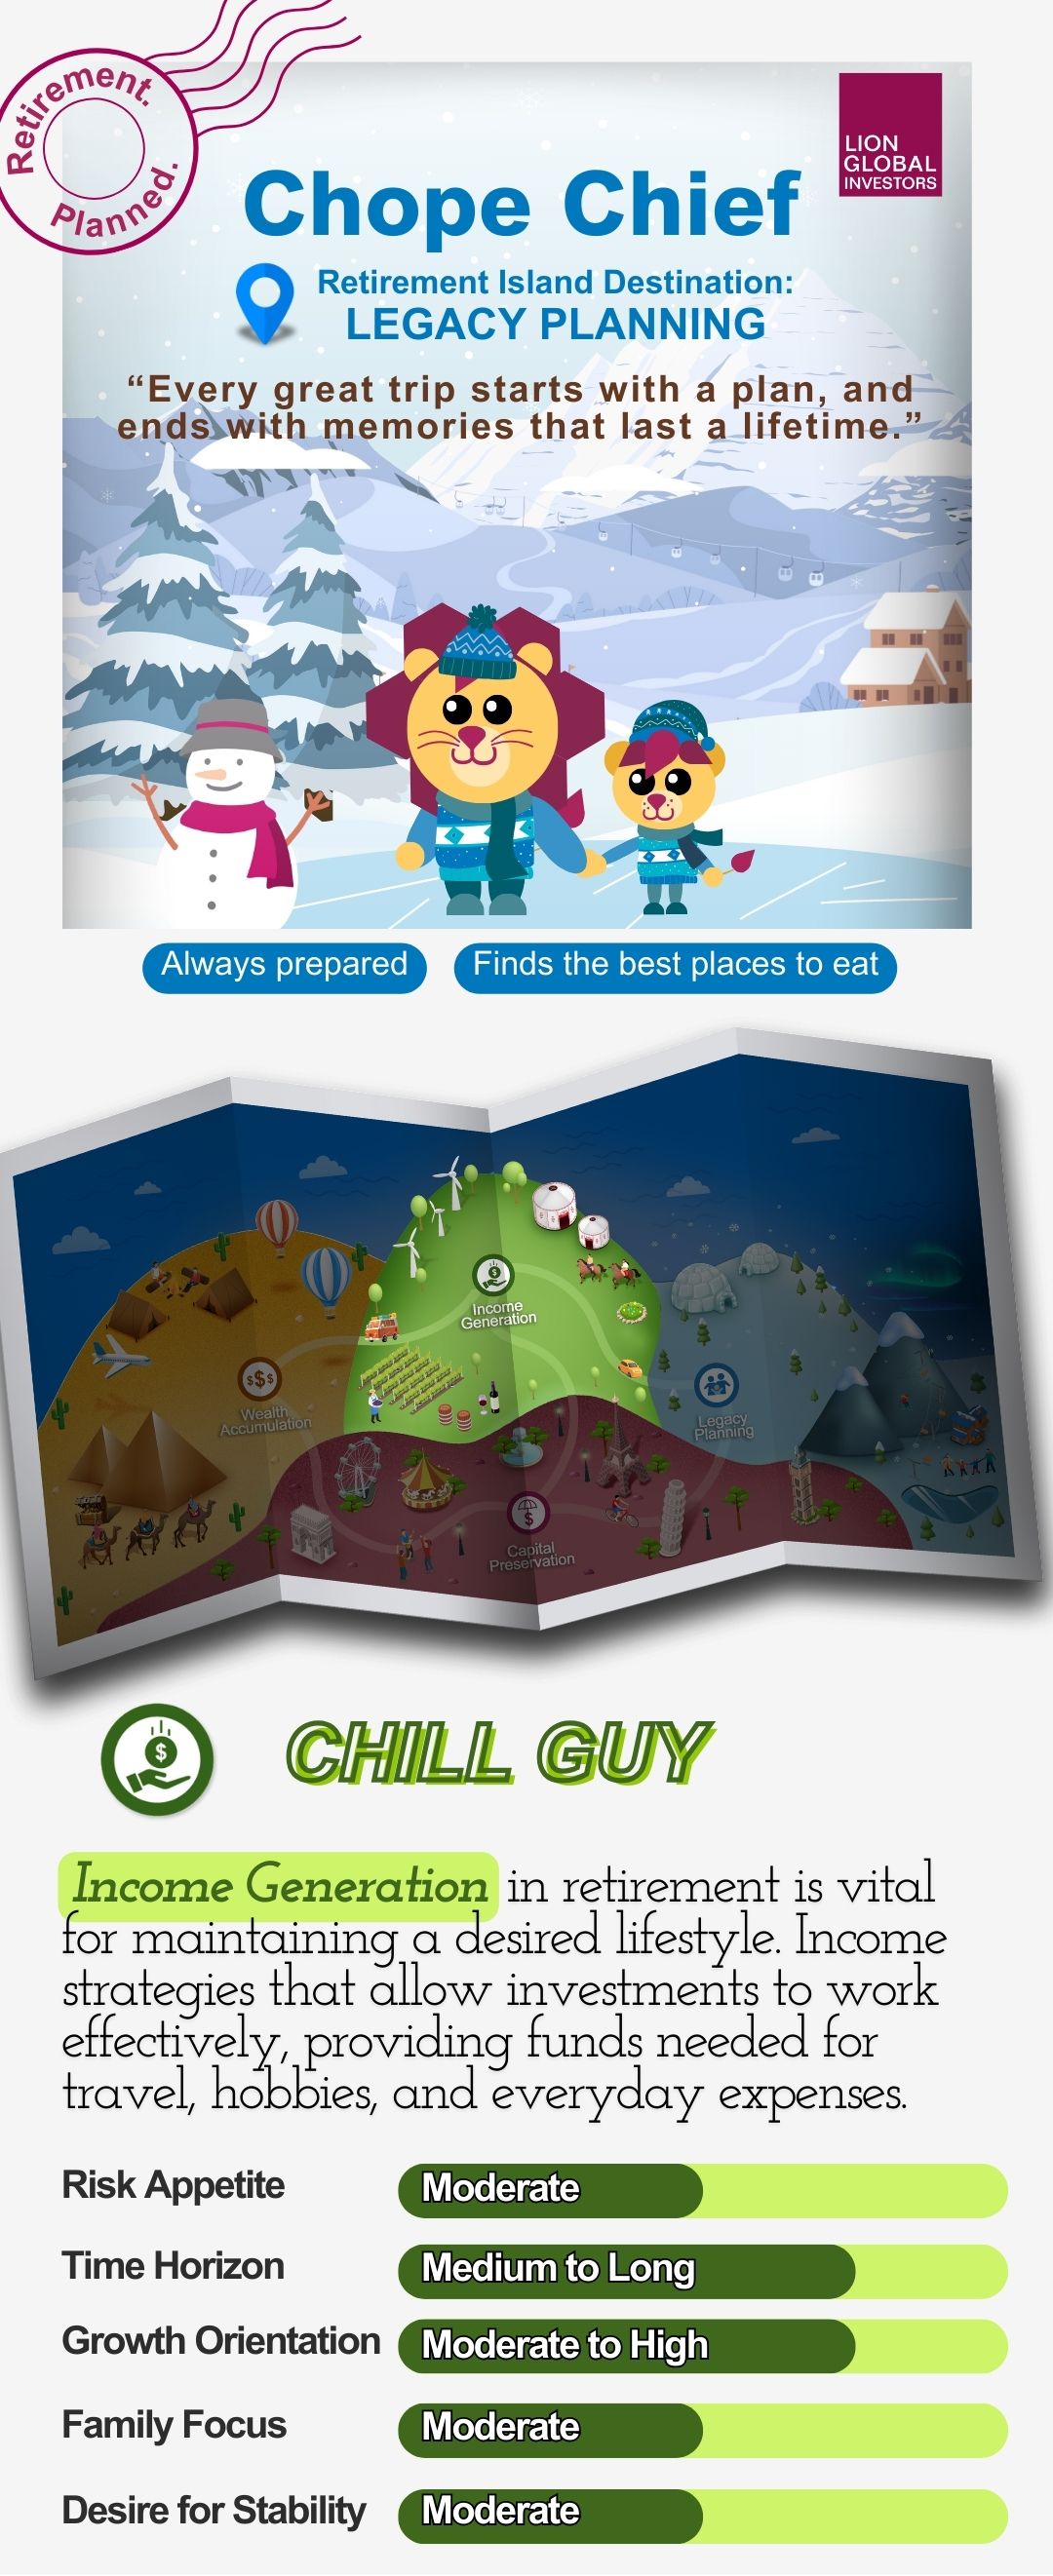 Retirement.
Planned.
LION
GLOBAL
INVESTORS
Chope Chief
Retirement Island Destination:
LEGACY PLANNING
“Every great trip starts with a plan, and
ends with memories that last a lifetime.”
Always prepared
Finds the best places to eat
Income
Generation
$$$
Wealth
Accumulation
Legacy
Planning
$
Capital
Preservation
$
CHILL GUY
Income Generation in retirement is vital
for maintaining a desired lifestyle. Income
strategies that allow investments to work
effectively, providing funds needed for
travel, hobbies, and everyday expenses.
Risk Appetite
Moderate
Time Horizon
Medium to Long
Growth Orientation
Moderate to High
Family Focus
Moderate
Desire for Stability
Moderate